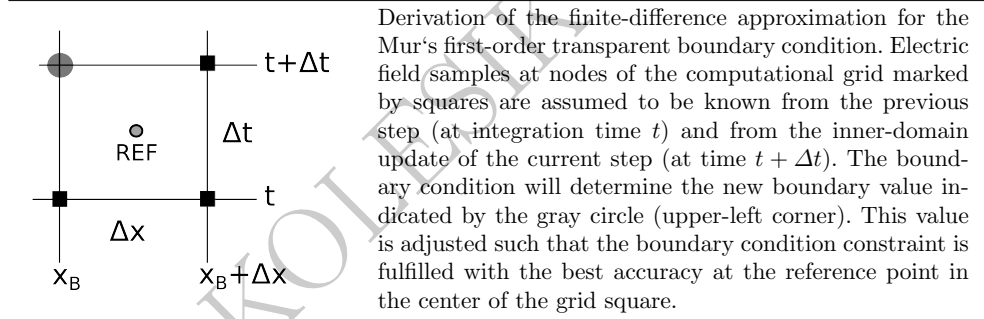 t+Δt
REF
Δt
t
Δx
x_B
x_B+Δx
Derivation of the finite-difference approximation for the
Mur‘s first-order transparent boundary condition. Electric
field samples at nodes of the computational grid marked
by squares are assumed to be known from the previous
step (at integration time t) and from the inner-domain
update of the current step (at time t + Δt). The bound-
ary condition will determine the new boundary value in-
dicated by the gray circle (upper-left corner). This value
is adjusted such that the boundary condition constraint is
fulfilled with the best accuracy at the reference point in
the center of the grid square.
KOLESIK